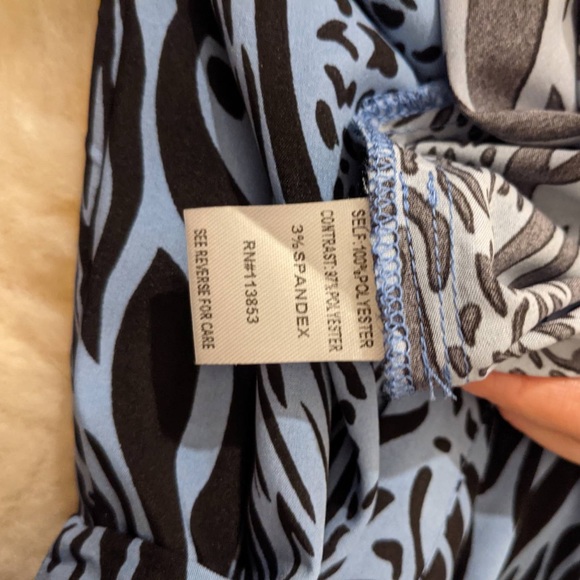 SELF:100%POLYESTER
CONTRAST:97%POLYESTER
3%SPANDEX
RN#113853
SEE REVERSE FOR CARE